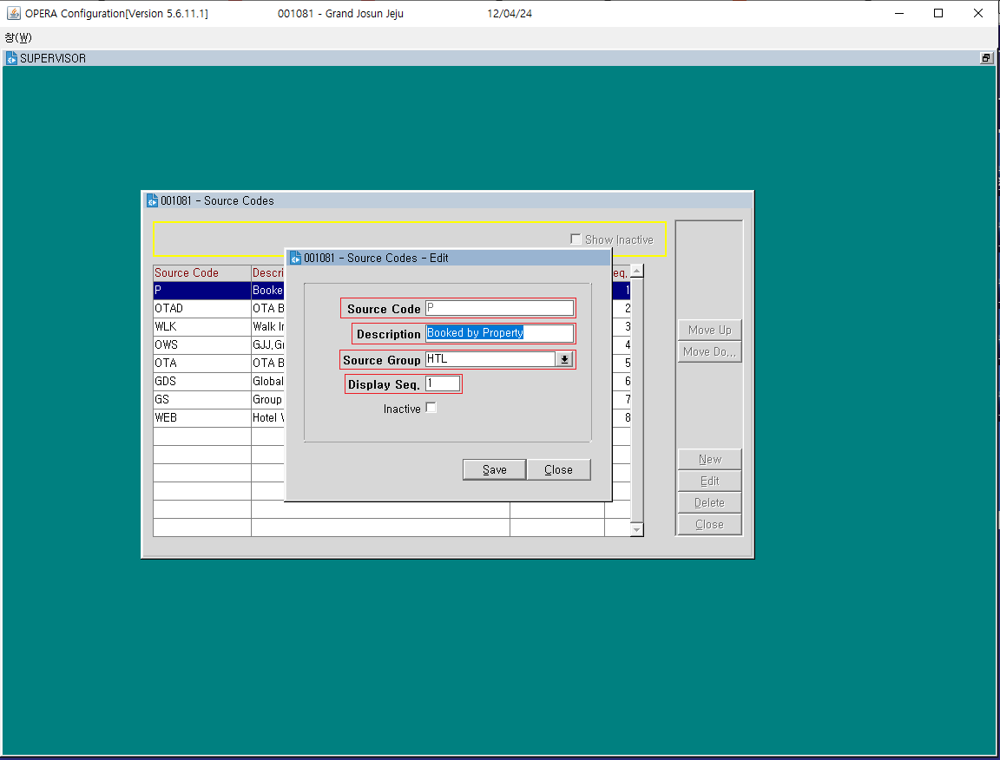 OPERA Configuration[Version 5.6.11.1] 001081 - Grand Josun Jeju 12/04/24
창(W)
SUPERVISOR
001081 - Source Codes
Show Inactive
001081 - Source Codes - Edit
Source Code Descri eq.
P Booke 1
OTAD OTA B 2
WLK Walk In 3
OWS GJJ,Gr 4
OTA OTA B 5
GDS Global 6
GS Group 7
WEB Hotel 8
Source Code P
Description Booked by Property
Source Group HTL
Display Seq. 1
Inactive
Save Close
Move Up
Move Do...
New
Edit
Delete
Close